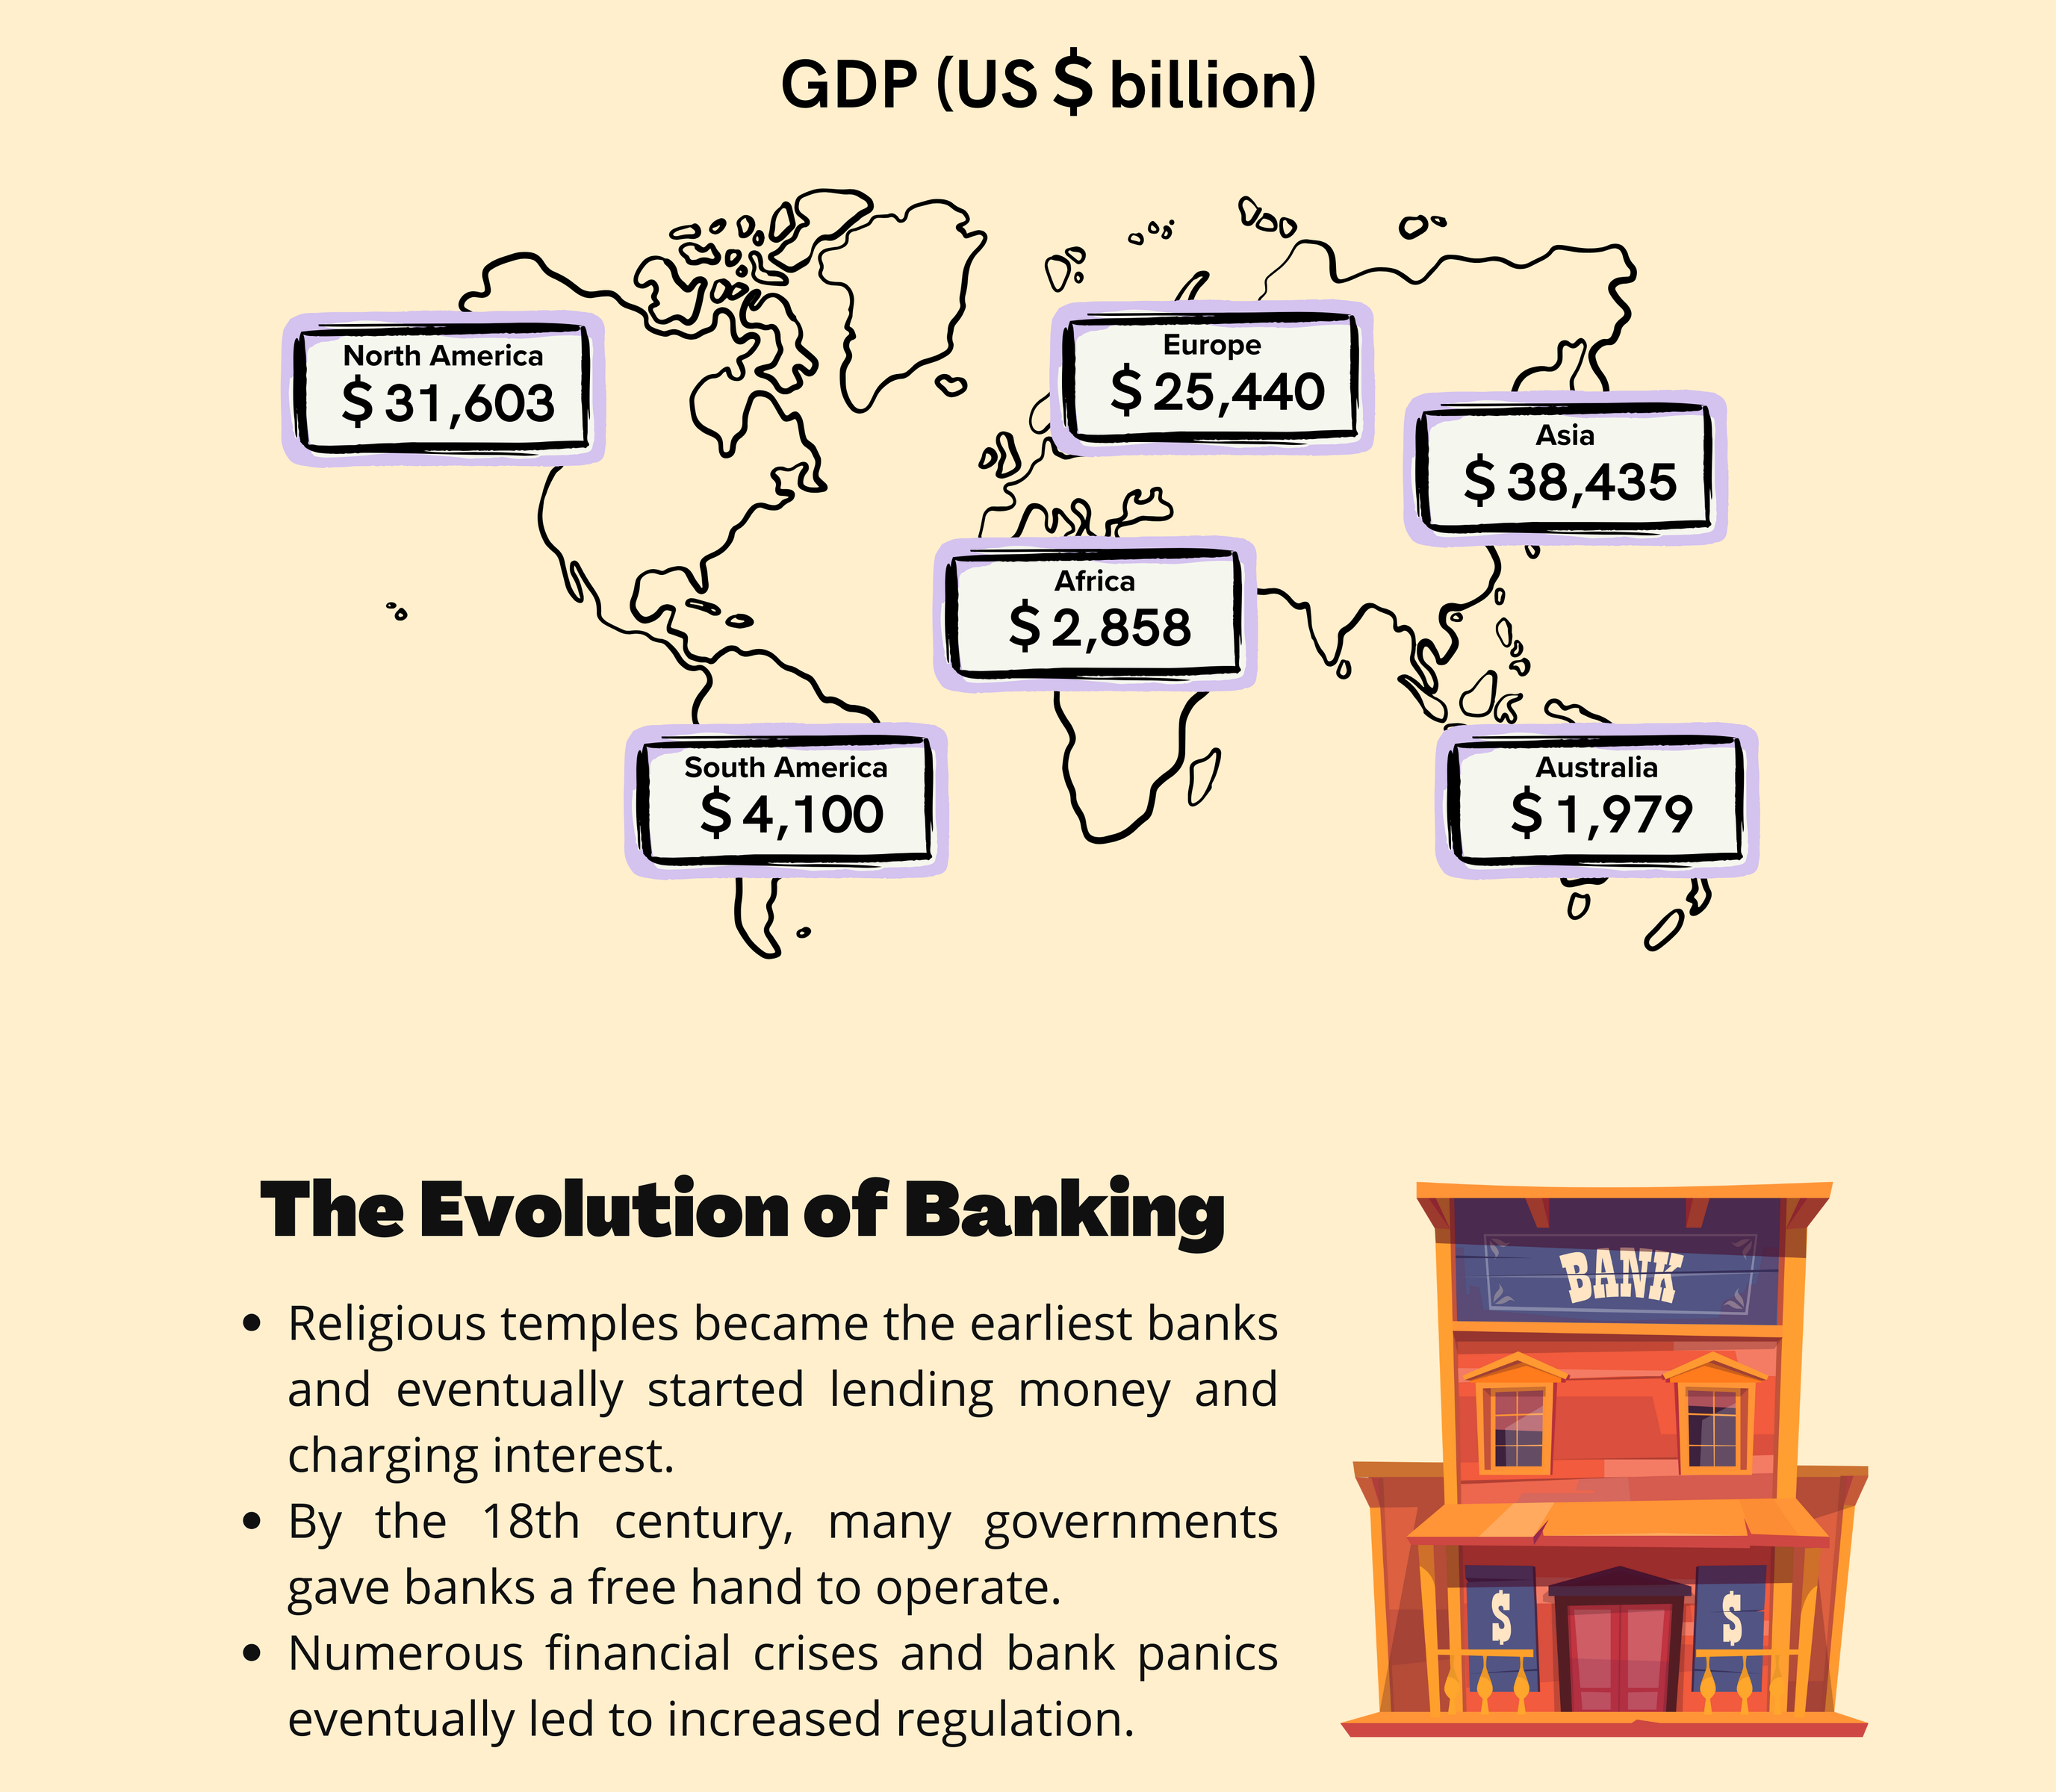 GDP (US $ billion)
North America
$ 31,603
Europe
$ 25,440
Asia
$ 38,435
Africa
$ 2,858
South America
$ 4,100
Australia
$ 1,979
The Evolution of Banking
• Religious temples became the earliest banks
and eventually started lending money and
charging interest.
• By the 18th century, many governments
gave banks a free hand to operate.
• Numerous financial crises and bank panics
eventually led to increased regulation.
BANK
$ $